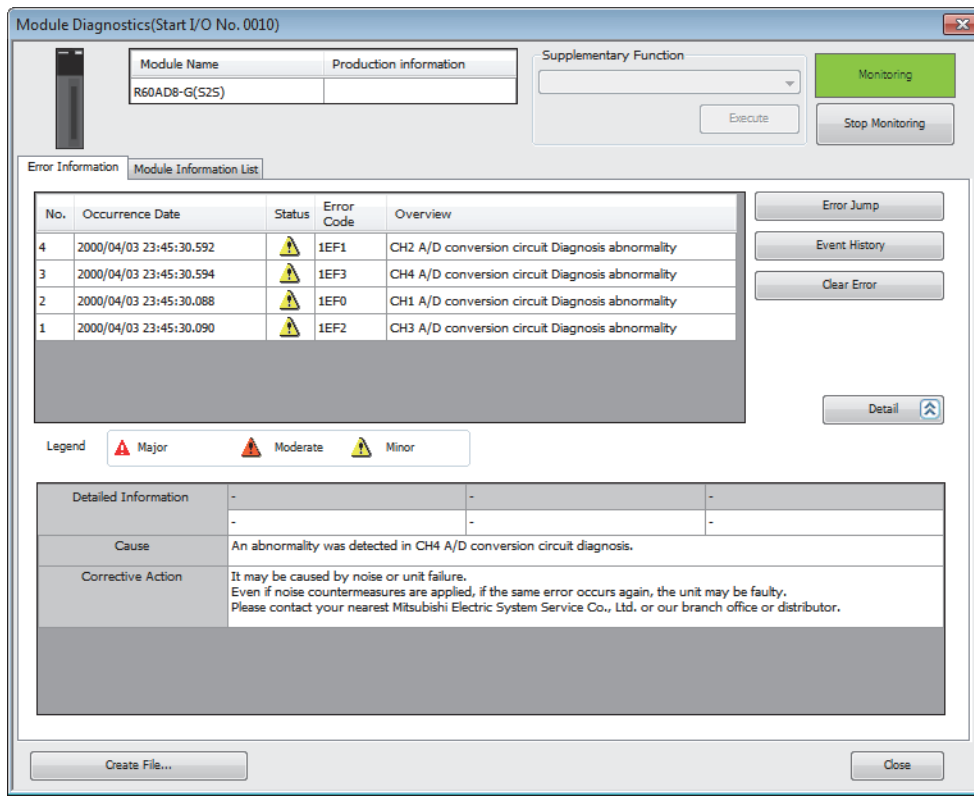 Module Diagnostics(Start I/O No. 0010)
Module Name Production information
R60AD8-G(S2S)
Supplementary Function
Execute
Monitoring
Stop Monitoring
Error Information Module Information List
No. Occurrence Date Status Error Code Overview
4 2000/04/03 23:45:30.592 1EF1 CH2 A/D conversion circuit Diagnosis abnormality
3 2000/04/03 23:45:30.594 1EF3 CH4 A/D conversion circuit Diagnosis abnormality
2 2000/04/03 23:45:30.088 1EF0 CH1 A/D conversion circuit Diagnosis abnormality
1 2000/04/03 23:45:30.090 1EF2 CH3 A/D conversion circuit Diagnosis abnormality
Error Jump
Event History
Clear Error
Detail
Legend Major Moderate Minor
Detailed Information - - -
- - -
Cause An abnormality was detected in CH4 A/D conversion circuit diagnosis.
Corrective Action It may be caused by noise or unit failure.
Even if noise countermeasures are applied, if the same error occurs again, the unit may be faulty.
Please contact your nearest Mitsubishi Electric System Service Co., Ltd. or our branch office or distributor.
Create File... Close